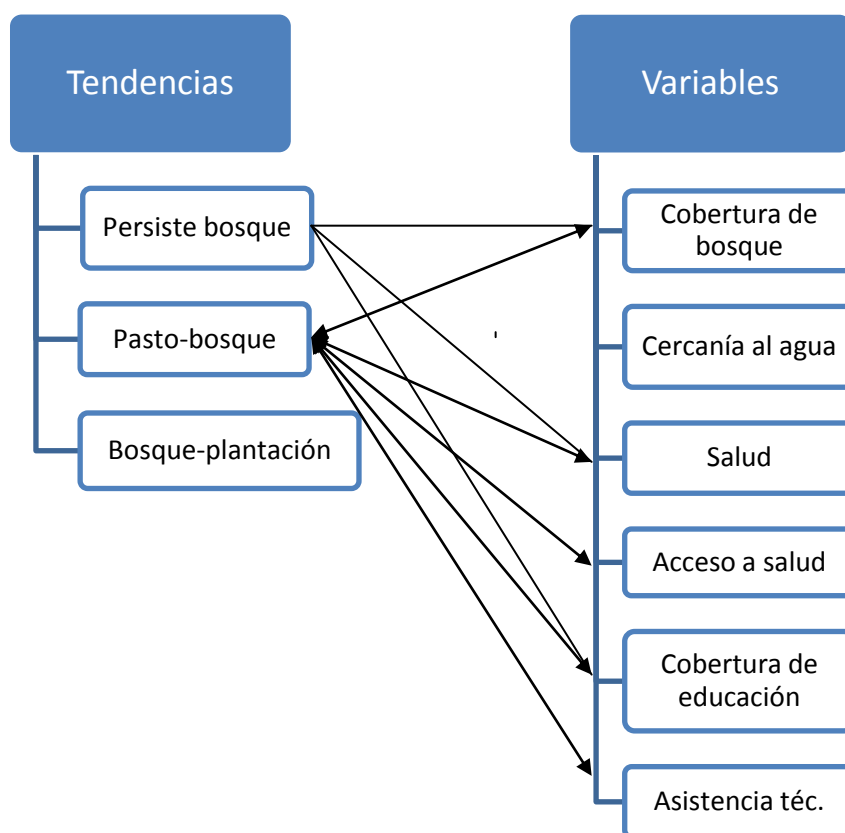 Tendencias
Persiste bosque
Pasto-bosque
Bosque-plantación
Variables
Cobertura de
bosque
Cercanía al agua
Salud
Acceso a salud
Cobertura de
educación
Asistencia téc.